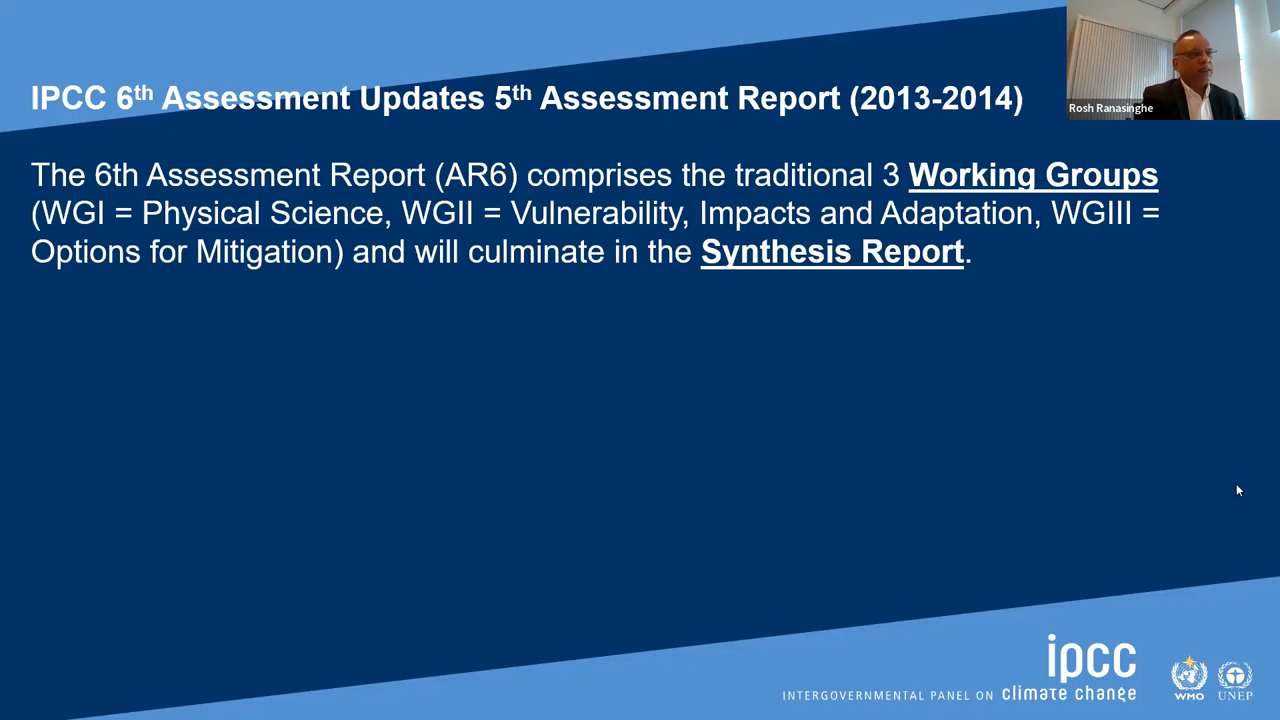 IPCC 6th Assessment Updates 5th Assessment Report (2013-2014)
Rosh Ranasinghe
The 6th Assessment Report (AR6) comprises the traditional 3 Working Groups
(WGI = Physical Science, WGII = Vulnerability, Impacts and Adaptation, WGIII =
Options for Mitigation) and will culminate in the Synthesis Report.
ipcc
INTERGOVERNMENTAL PANEL ON climate change
WMO
UNEP